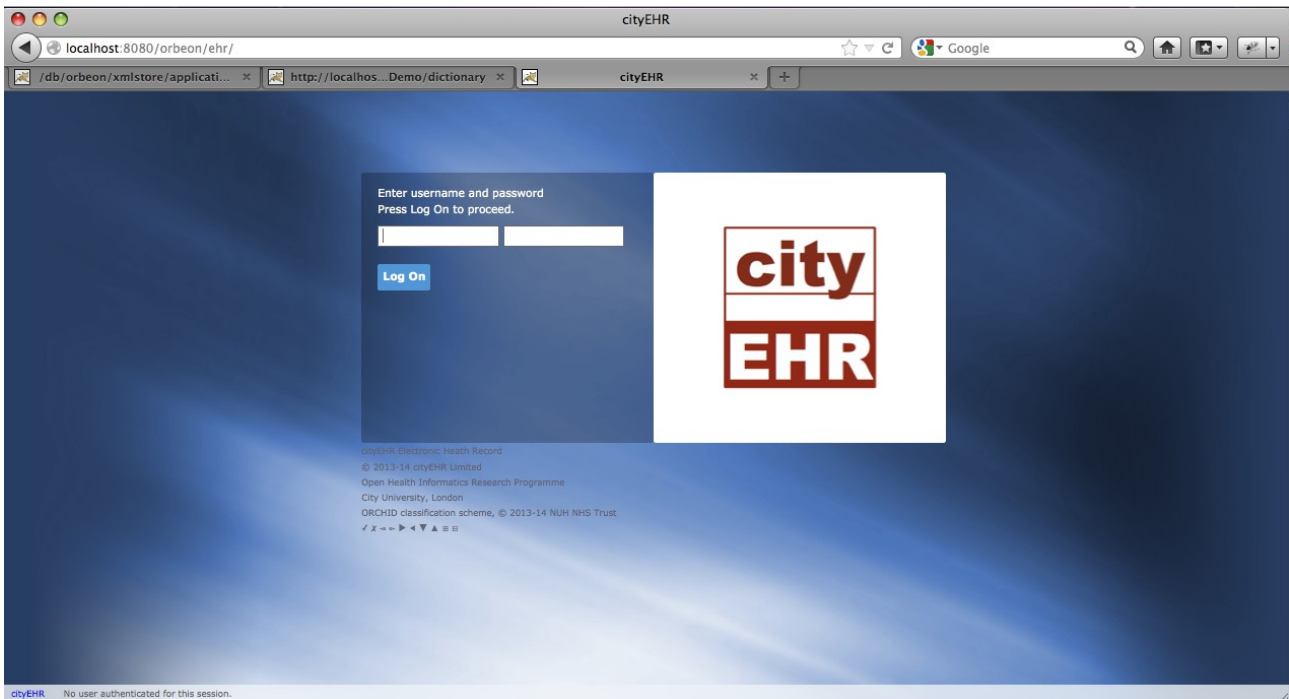 cityEHR
localhost:8080/orbeon/ehr/
Google
/db/orbeon/xmlstore/applicati...
http://localhos...Demo/dictionary
cityEHR
Enter username and password
Press Log On to proceed.
Log On
city
EHR
cityEHR Electronic Heath Record
© 2013-14 cityEHR Limited
Open Health Informatics Research Programme
City University, London
ORCHID classification scheme, © 2013-14 NUH NHS Trust
cityEHR No user authenticated for this session.